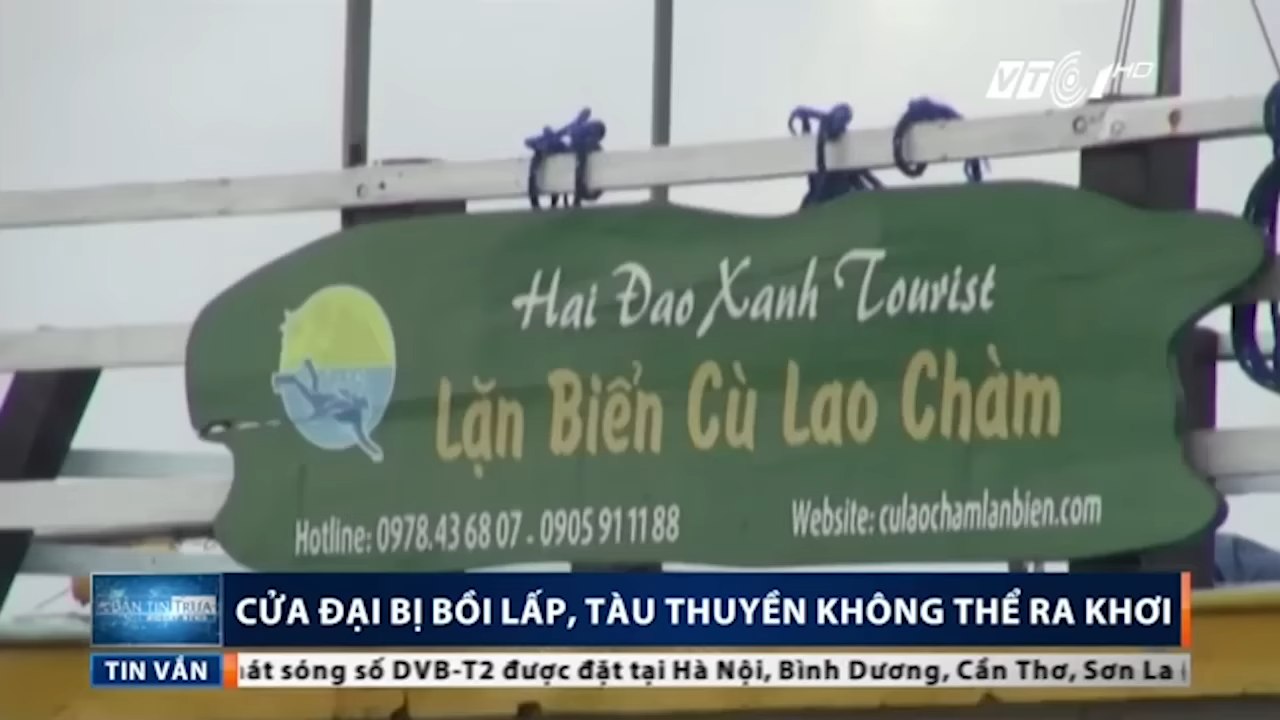 VTC1 HD
Hai Đao Xanh Tourist
Lặn Biển Cù Lao Chàm
Hotline: 0978.43 68 07 - 0905 91 11 88
Website: culaochamlanbien.com
CỬA ĐẠI BỊ BỒI LẤP, TÀU THUYỀN KHÔNG THỂ RA KHƠI
TIN VẮN
sóng số DVB-T2 được đặt tại Hà Nội, Bình Dương, Cần Thơ, Sơn La